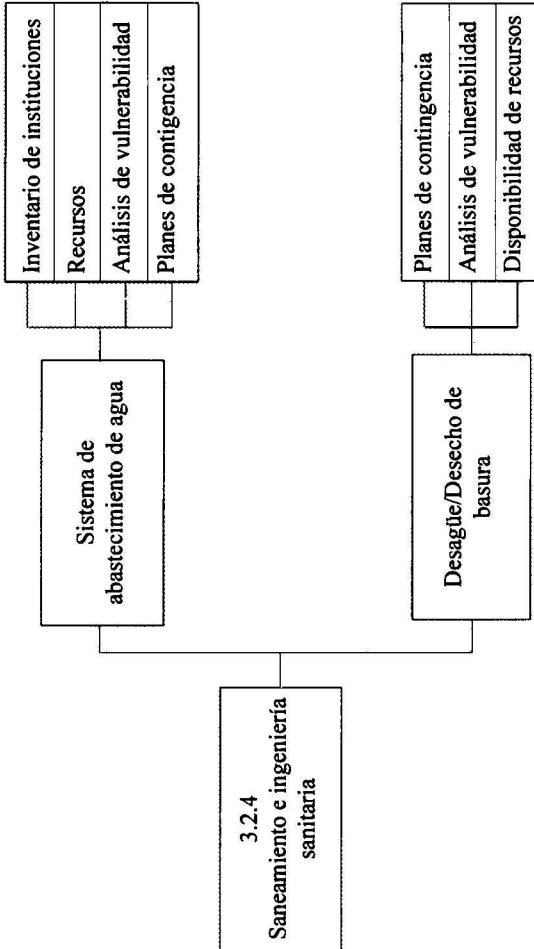 3.2.4
Saneamiento e ingeniería
sanitaria
Sistema de
abastecimiento de agua
Inventario de instituciones
Recursos
Análisis de vulnerabilidad
Planes de contigencia
Desagüe/Desecho de
basura
Planes de contingencia
Análisis de vulnerabilidad
Disponibilidad de recursos